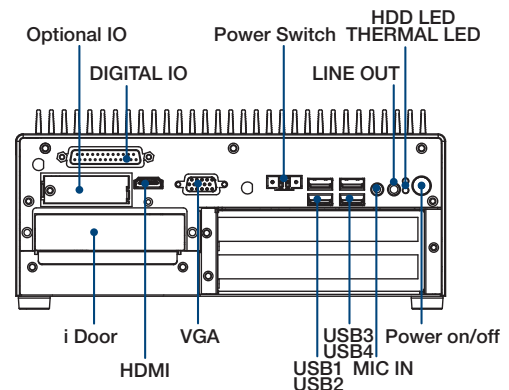 HDD LED
Optional IO Power Switch THERMAL LED
DIGITAL IO LINE OUT
i Door VGA USB3 Power on/off
USB4
HDMI USB1 MIC IN
USB2